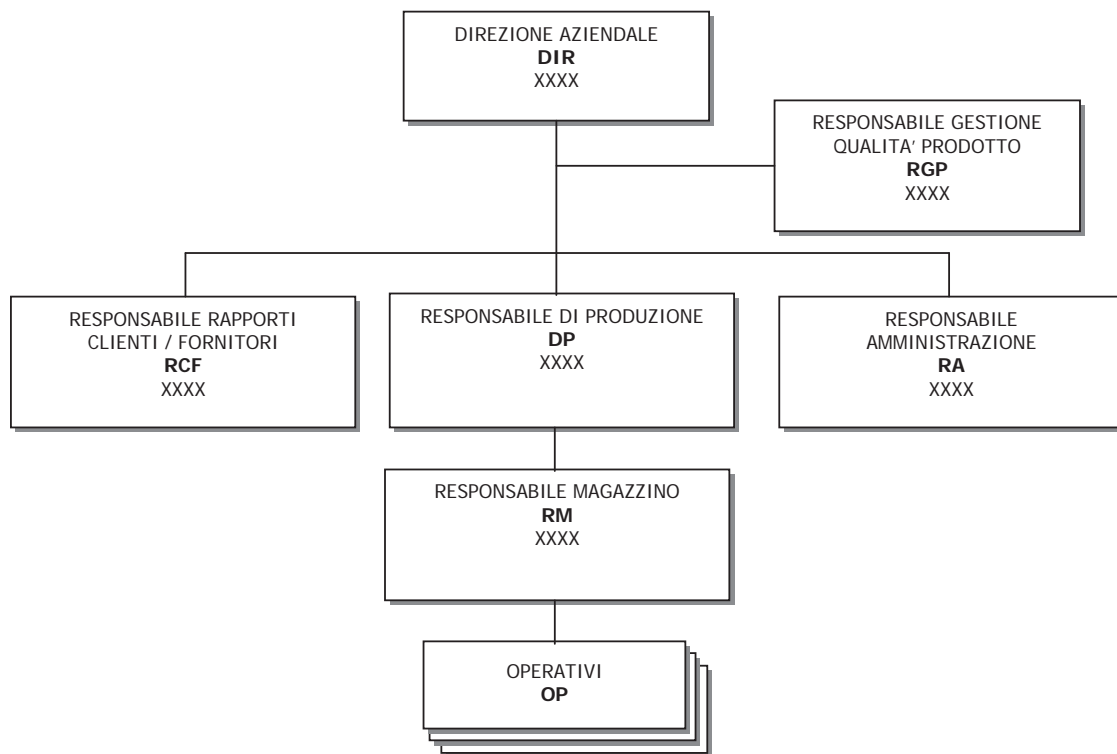 DIREZIONE AZIENDALE
DIR
XXXX
RESPONSABILE GESTIONE
QUALITA’ PRODOTTO
RGP
XXXX
RESPONSABILE RAPPORTI
CLIENTI / FORNITORI
RCF
XXXX
RESPONSABILE DI PRODUZIONE
DP
XXXX
RESPONSABILE
AMMINISTRAZIONE
RA
XXXX
RESPONSABILE MAGAZZINO
RM
XXXX
OPERATIVI
OP